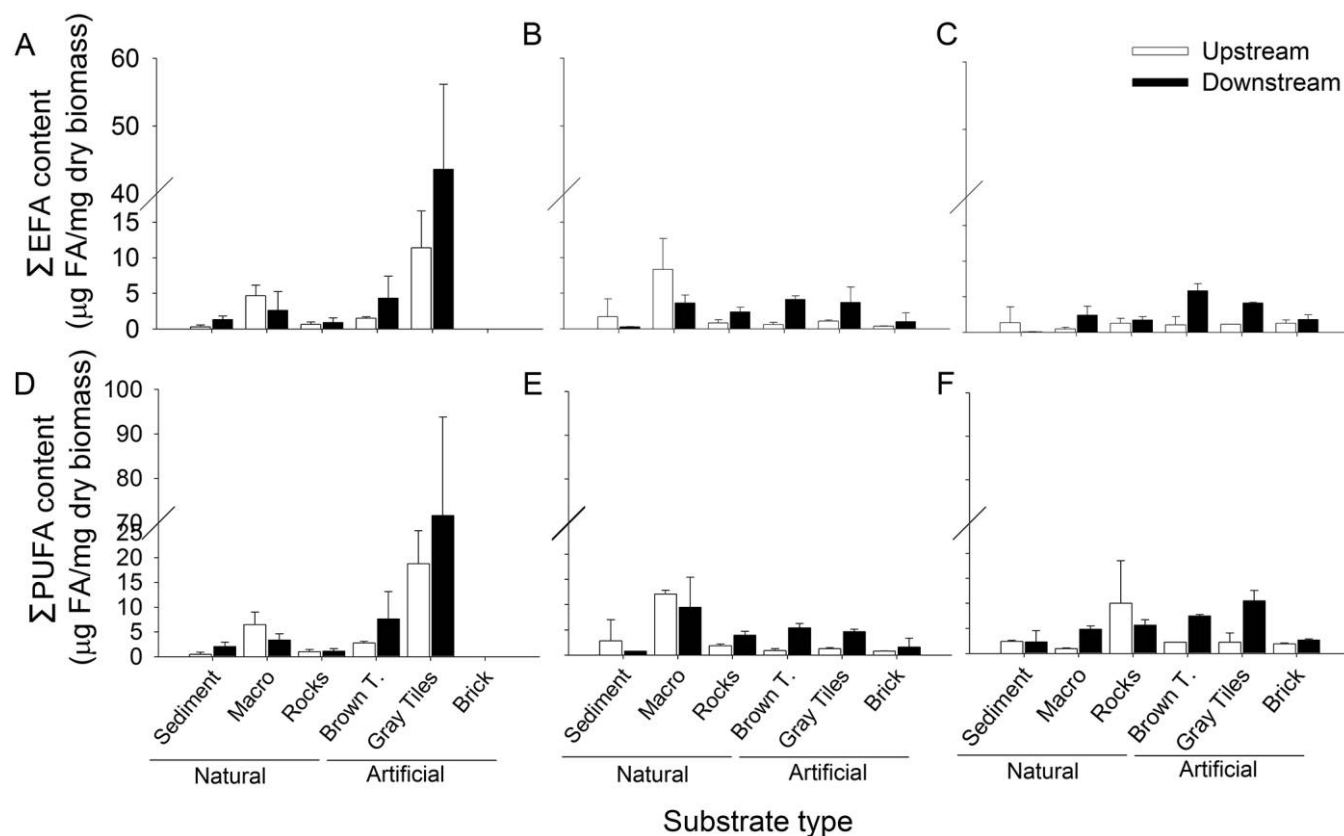 A
B
C
Upstream
Downstream
ΣEFA content
(µg FA/mg dry biomass)
60
50
40
15
10
5
0
D
E
F
ΣPUFA content
(µg FA/mg dry biomass)
100
90
80
70
25
20
15
10
5
0
Sediment
Macro
Rocks
Brown T.
Gray Tiles
Brick
Sediment
Macro
Rocks
Brown T.
Gray Tiles
Brick
Sediment
Macro
Rocks
Brown T.
Gray Tiles
Brick
Natural
Artificial
Natural
Artificial
Natural
Artificial
Substrate type